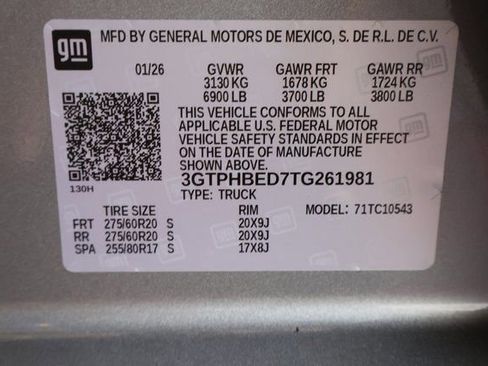 gm
MFD BY GENERAL MOTORS DE MEXICO, S. DE R.L. DE C.V.
01/26 GVWR GAWR FRT GAWR RR
3130 KG 1678 KG 1724 KG
6900 LB 3700 LB 3800 LB
THIS VEHICLE CONFORMS TO ALL
APPLICABLE U.S. FEDERAL MOTOR
VEHICLE SAFETY STANDARDS IN EFFECT
ON THE DATE OF MANUFACTURE
SHOWN ABOVE.
130H
3GTPHBED7TG261981
TYPE: TRUCK
TIRE SIZE RIM MODEL: 71TC10543
FRT 275/60R20 S 20X9J
RR 275/60R20 S 20X9J
SPA 255/80R17 S 17X8J